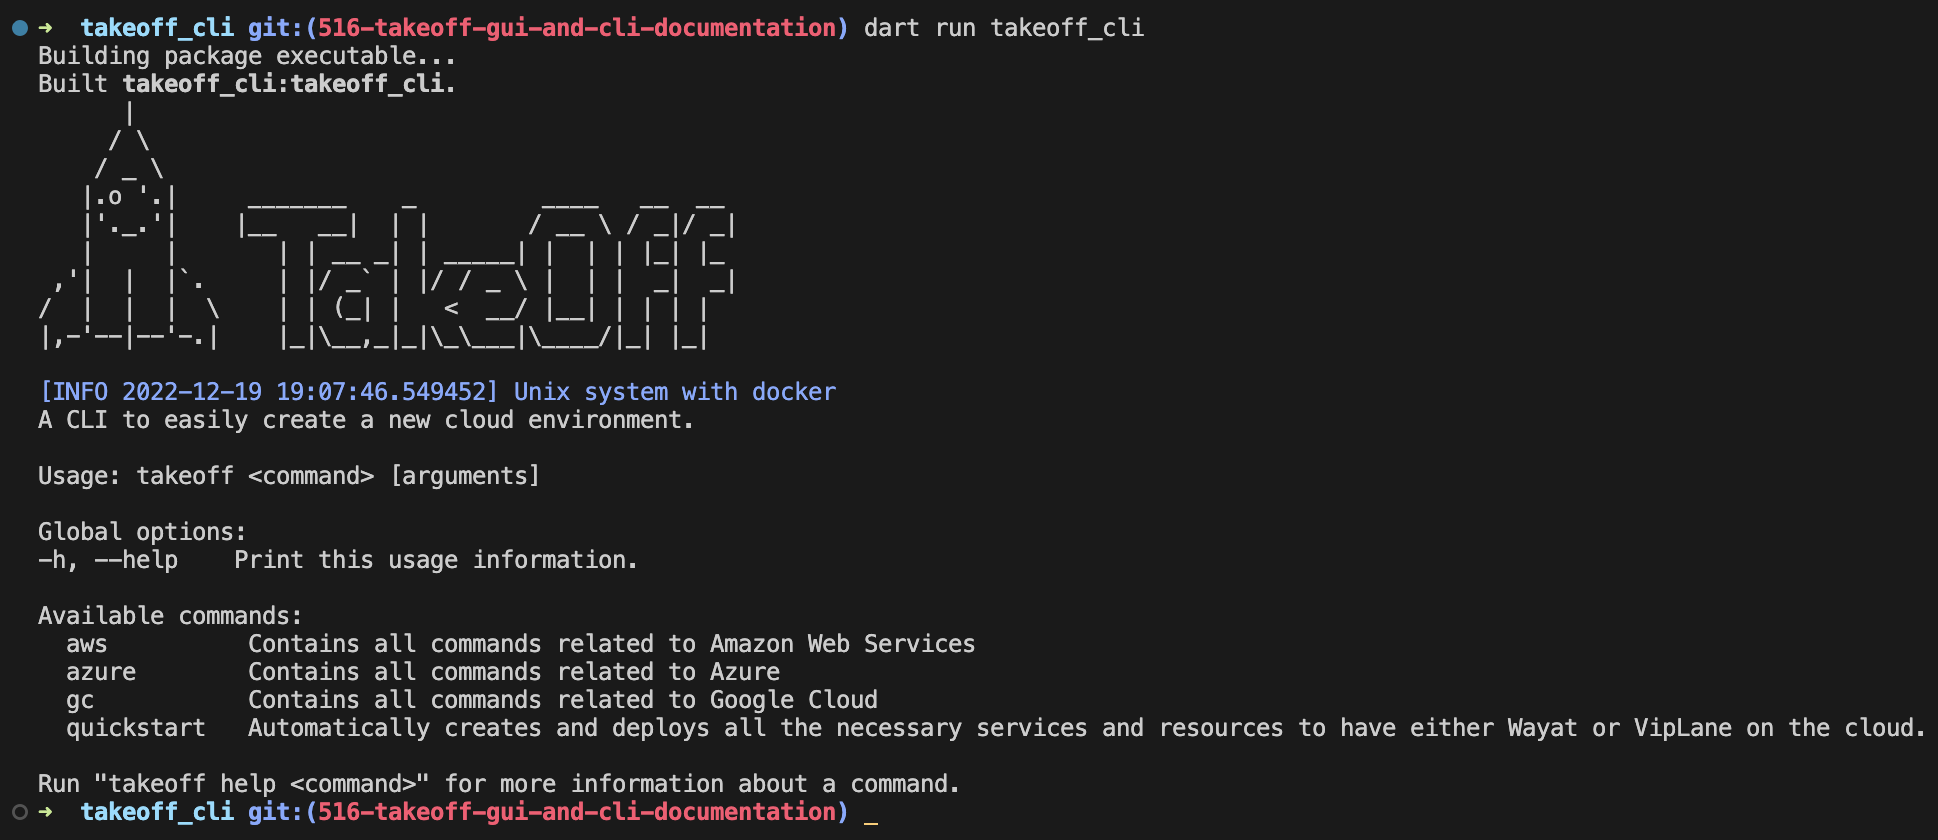 ➜  takeoff_cli git:(516-takeoff-gui-and-cli-documentation) dart run takeoff_cli
Building package executable...
Built takeoff_cli:takeoff_cli.
TakeOff
[INFO 2022-12-19 19:07:46.549452] Unix system with docker
A CLI to easily create a new cloud environment.
Usage: takeoff <command> [arguments]
Global options:
-h, --help    Print this usage information.
Available commands:
  aws          Contains all commands related to Amazon Web Services
  azure        Contains all commands related to Azure
  gc           Contains all commands related to Google Cloud
  quickstart   Automatically creates and deploys all the necessary services and resources to have either Wayat or VipLane on the cloud.
Run "takeoff help <command>" for more information about a command.
➜  takeoff_cli git:(516-takeoff-gui-and-cli-documentation) _